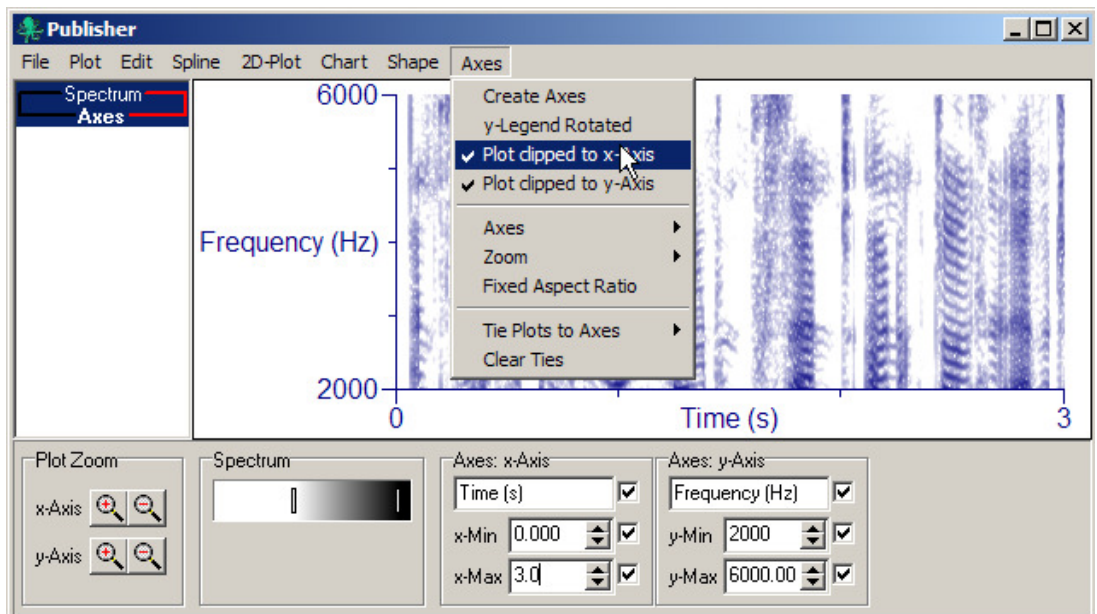 Publisher
File Plot Edit Spline 2D-Plot Chart Shape Axes
Spectrum
Axes
6000
Frequency (Hz)
2000
0
Time (s)
3
Create Axes
y-Legend Rotated
Plot clipped to x-Axis
Plot clipped to y-Axis
Axes
Zoom
Fixed Aspect Ratio
Tie Plots to Axes
Clear Ties
Plot Zoom
x-Axis
y-Axis
Spectrum
Axes: x-Axis
Time (s)
x-Min 0.000
x-Max 3.0
Axes: y-Axis
Frequency (Hz)
y-Min 2000
y-Max 6000.00